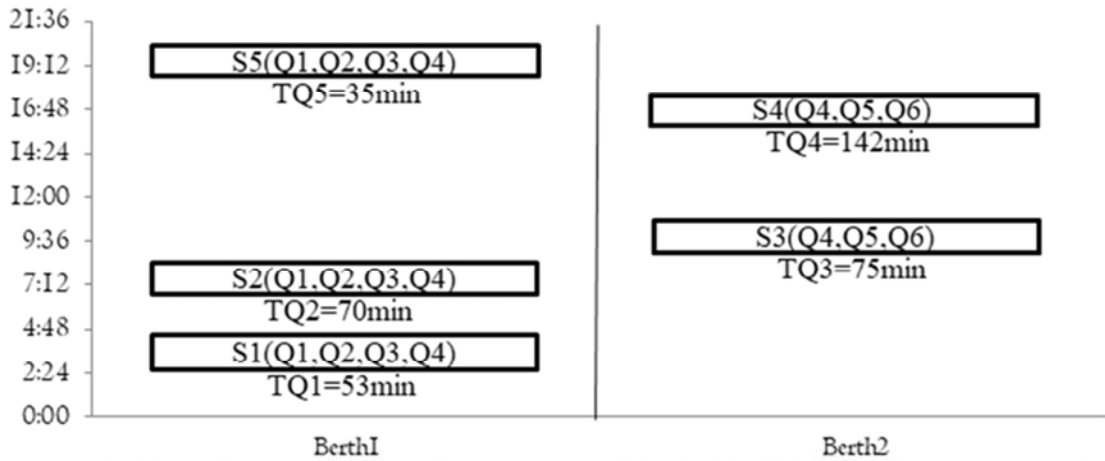 21:36
19:12
16:48
14:24
12:00
9:36
7:12
4:48
2:24
0:00
S5(Q1,Q2,Q3,Q4)
TQ5=35min
S4(Q4,Q5,Q6)
TQ4=142min
S3(Q4,Q5,Q6)
TQ3=75min
S2(Q1,Q2,Q3,Q4)
TQ2=70min
S1(Q1,Q2,Q3,Q4)
TQ1=53min
Berth1
Berth2